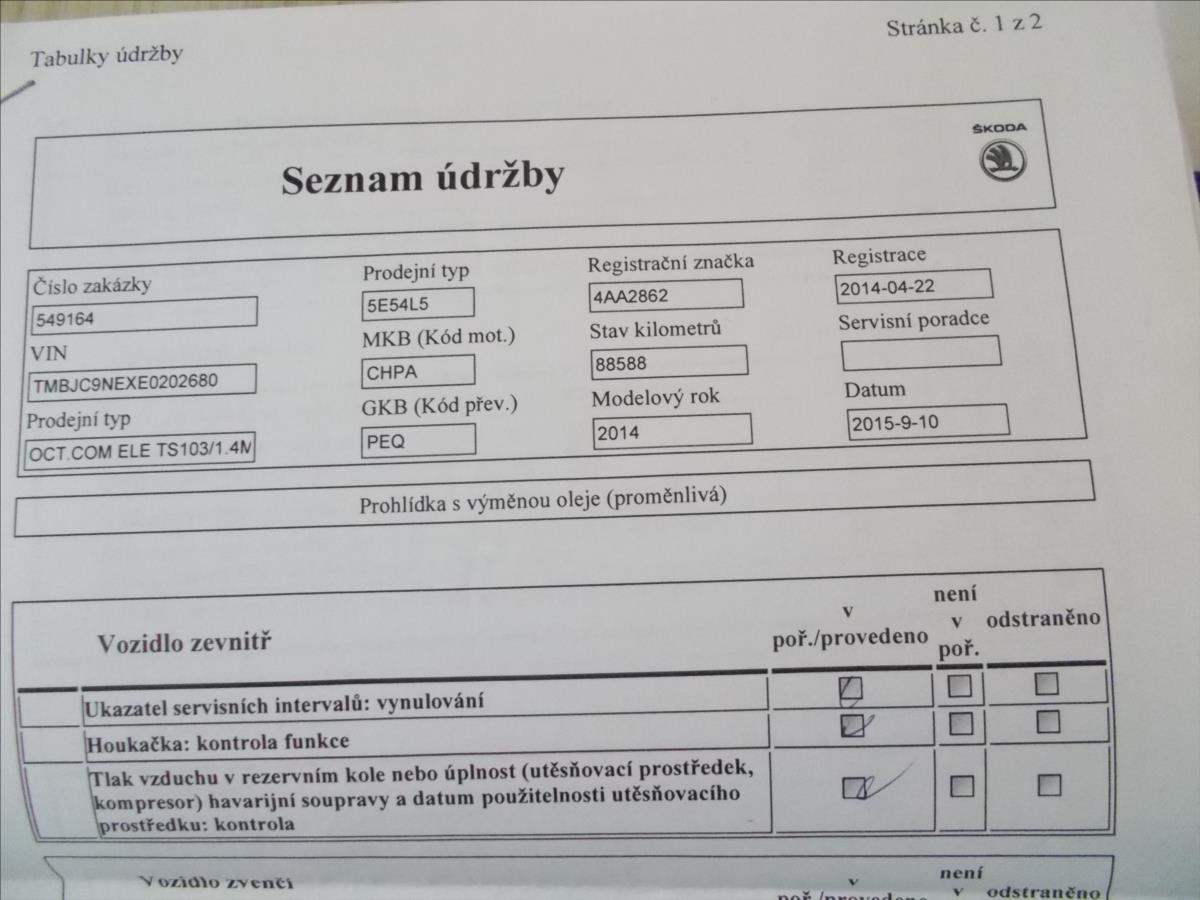 Tabulky údržby
Stránka č. 1 z 2
Seznam údržby
ŠKODA
Číslo zakázky
549164
VIN
TMBJC9NEXE0202680
Prodejní typ
OCT.COM ELE TS103/1.4M
Prodejní typ
5E54L5
MKB (Kód mot.)
CHPA
GKB (Kód přev.)
PEQ
Registrační značka
4AA2862
Stav kilometrů
88588
Modelový rok
2014
Registrace
2014-04-22
Servisní poradce
Datum
2015-9-10
Prohlídka s výměnou oleje (proměnlivá)
Vozidlo zevnitř
v
poř./provedeno
není
v
poř.
odstraněno
Ukazatel servisních intervalů: vynulování
Houkačka: kontrola funkce
Tlak vzduchu v rezervním kole nebo úplnost (utěsňovací prostředek,
kompresor) havarijní soupravy a datum použitelnosti utěsňovacího
prostředku: kontrola
Vozidlo zvenčí
v
poř./provedeno
není
v
odstraněno